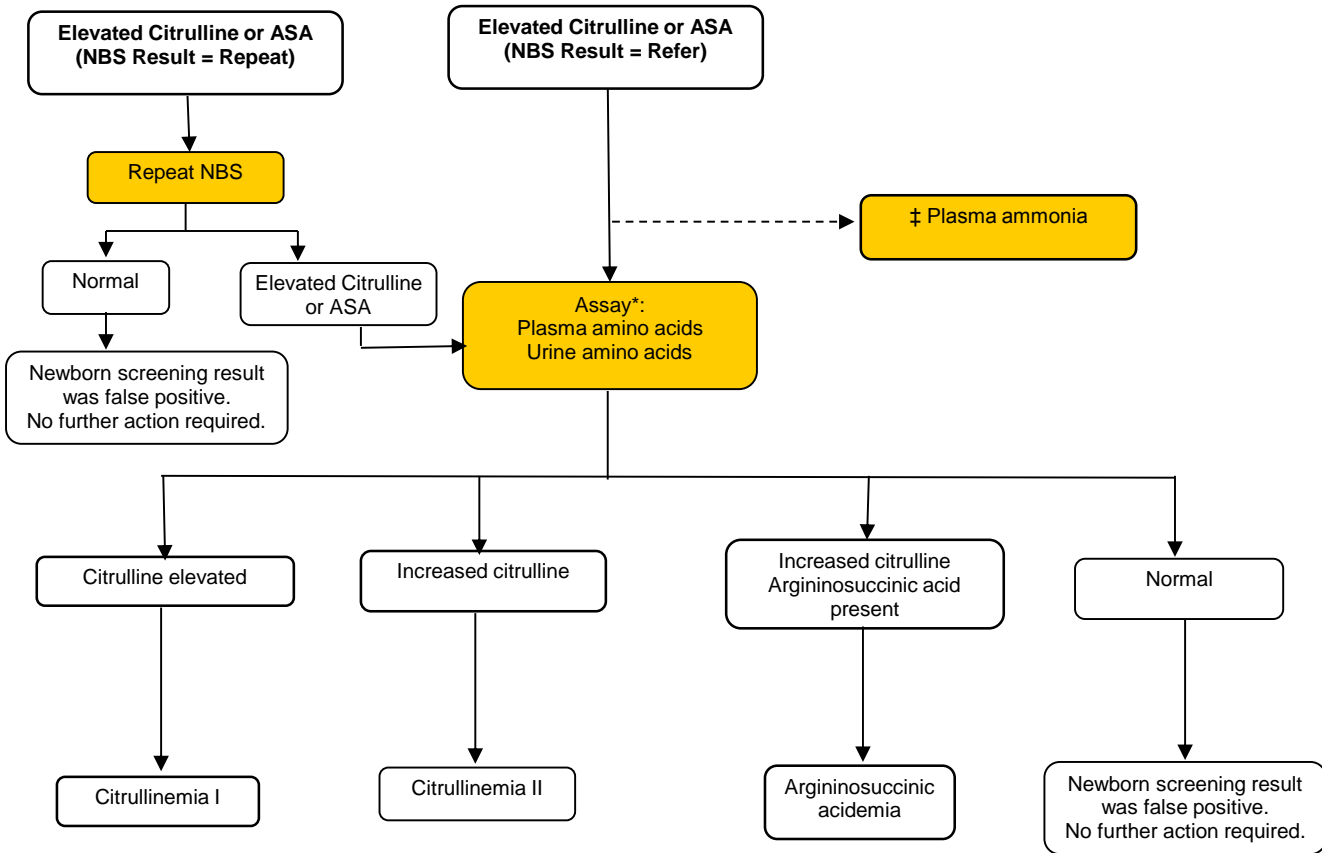 Elevated Citrulline or ASA
(NBS Result = Repeat)
Elevated Citrulline or ASA
(NBS Result = Refer)
Repeat NBS
‡ Plasma ammonia
Normal
Elevated Citrulline
or ASA
Assay*:
Plasma amino acids
Urine amino acids
Newborn screening result
was false positive.
No further action required.
Citrulline elevated
Increased citrulline
Increased citrulline
Argininosuccinic acid
present
Normal
Citrullinemia I
Citrullinemia II
Argininosuccinic
acidemia
Newborn screening result
was false positive.
No further action required.